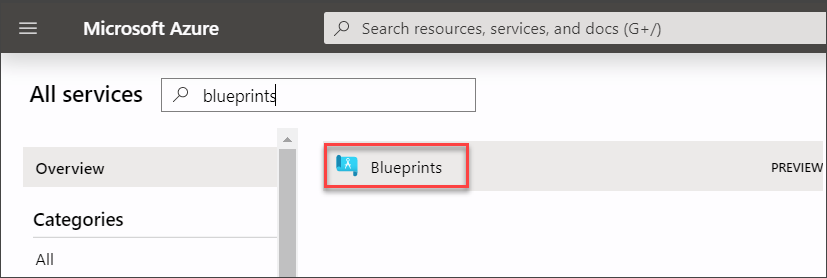 Microsoft Azure
Search resources, services, and docs (G+/)
All services
blueprints
Overview
Blueprints
PREVIEW
Categories
All